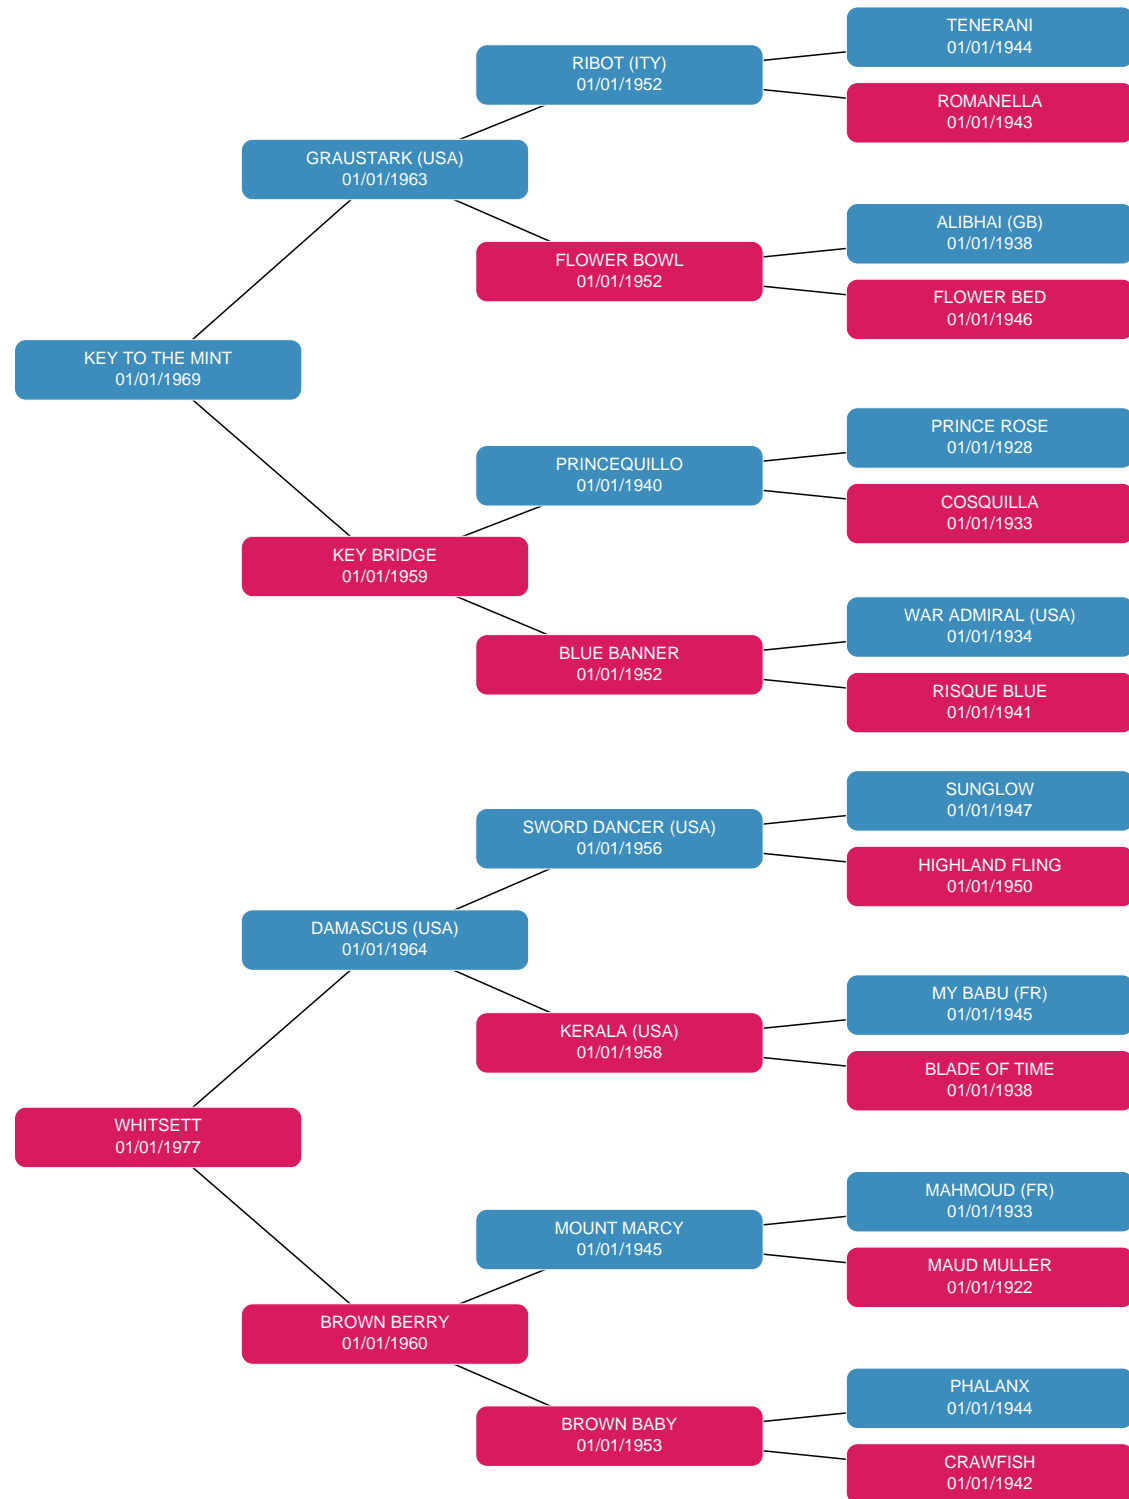 TENERANI
01/01/1944
RIBOT (ITY)
01/01/1952
ROMANELLA
01/01/1943
GRAUSTARK (USA)
01/01/1963
ALIBHAI (GB)
01/01/1938
FLOWER BOWL
01/01/1952
FLOWER BED
01/01/1946
KEY TO THE MINT
01/01/1969
PRINCE ROSE
01/01/1928
PRINCEQUILLO
01/01/1940
COSQUILLA
01/01/1933
KEY BRIDGE
01/01/1959
WAR ADMIRAL (USA)
01/01/1934
BLUE BANNER
01/01/1952
RISQUE BLUE
01/01/1941
SUNGLOW
01/01/1947
SWORD DANCER (USA)
01/01/1956
HIGHLAND FLING
01/01/1950
DAMASCUS (USA)
01/01/1964
MY BABU (FR)
01/01/1945
KERALA (USA)
01/01/1958
BLADE OF TIME
01/01/1938
WHITSETT
01/01/1977
MAHMOUD (FR)
01/01/1933
MOUNT MARCY
01/01/1945
MAUD MULLER
01/01/1922
BROWN BERRY
01/01/1960
PHALANX
01/01/1944
BROWN BABY
01/01/1953
CRAWFISH
01/01/1942